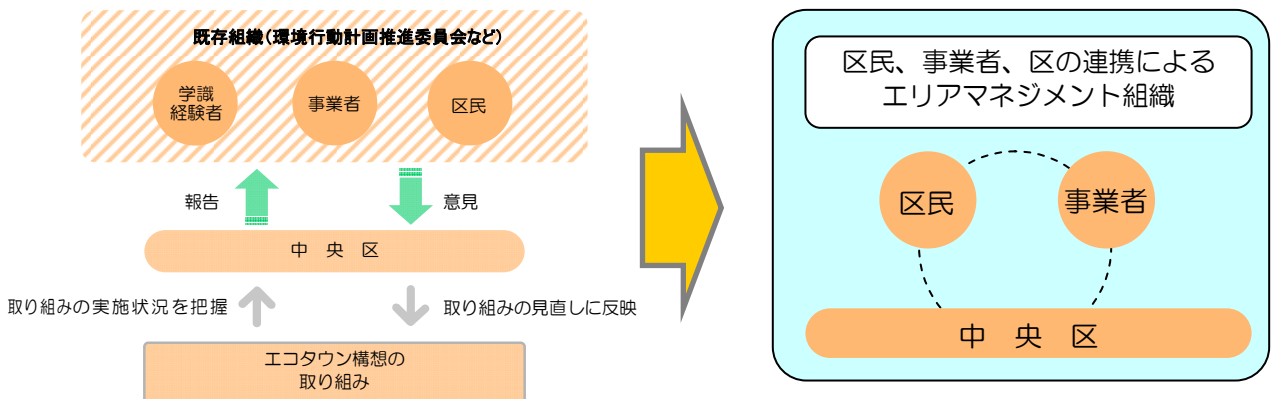 既存組織(環境行動計画推進委員会など)
学識
経験者
事業者
区民
報告
意見
中 央 区
取り組みの実施状況を把握
取り組みの見直しに反映
エコタウン構想の
取り組み
区民、事業者、区の連携による
エリアマネジメント組織
区民
事業者
中 央 区